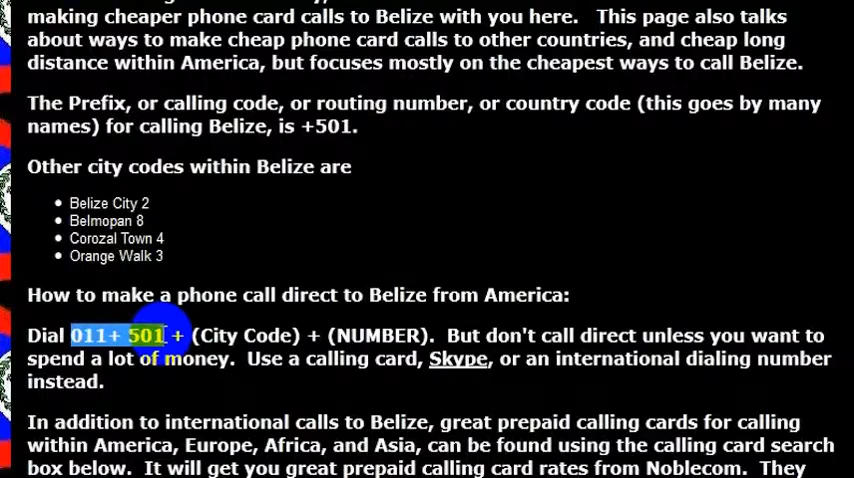 making cheaper phone card calls to Belize with you here.   This page also talks
about ways to make cheap phone card calls to other countries, and cheap long
distance within America, but focuses mostly on the cheapest ways to call Belize.
The Prefix, or calling code, or routing number, or country code (this goes by many
names) for calling Belize, is +501.
Other city codes within Belize are
Belize City 2
Belmopan 8
Corozal Town 4
Orange Walk 3
How to make a phone call direct to Belize from America:
Dial 011+ 501 + (City Code) + (NUMBER).  But don't call direct unless you want to
spend a lot of money.  Use a calling card, Skype, or an international dialing number
instead.
In addition to international calls to Belize, great prepaid calling cards for calling
within America, Europe, Africa, and Asia, can be found using the calling card search
box below.  It will get you great prepaid calling card rates from Noblecom.  They